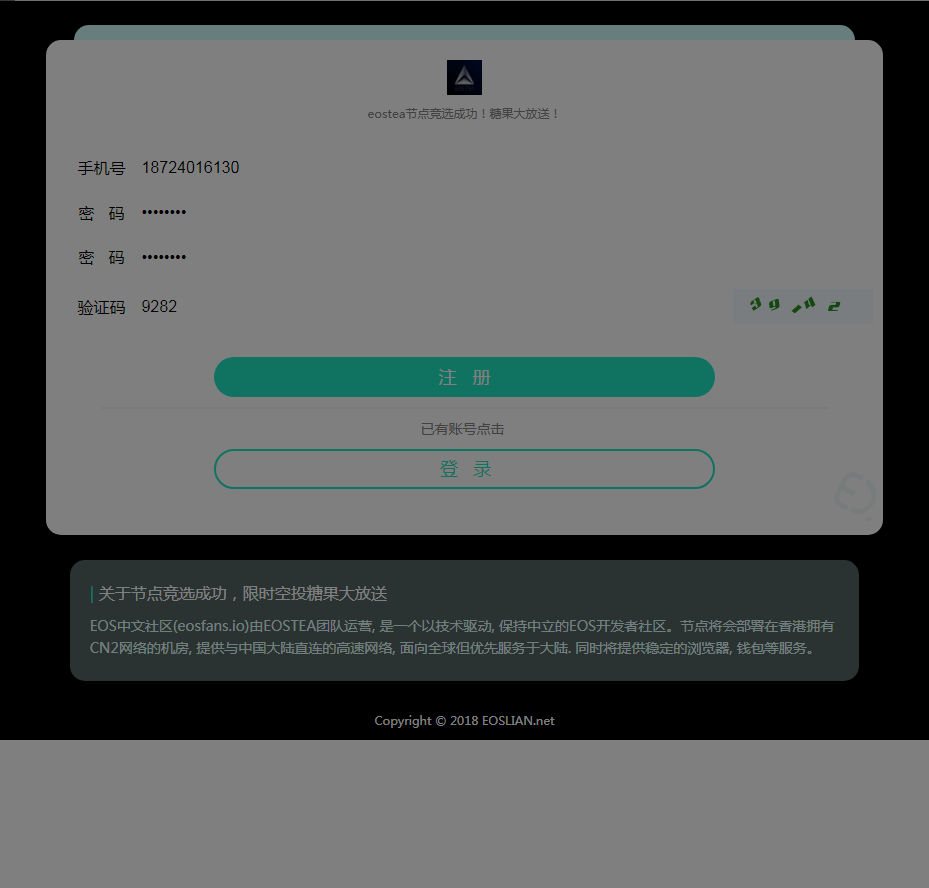 eostea节点竞选成功！糖果大放送！
手机号 18724016130
密 码 ••••••••
密 码 ••••••••
验证码 9282
注 册
已有账号点击
登 录
关于节点竞选成功，限时空投糖果大放送
EOS中文社区(eosfans.io)由EOSTEA团队运营, 是一个以技术驱动, 保持中立的EOS开发者社区。节点将会部署在香港拥有
CN2网络的机房, 提供与中国大陆直连的高速网络, 面向全球但优先服务于大陆. 同时将提供稳定的浏览器, 钱包等服务。
Copyright © 2018 EOSLIAN.net